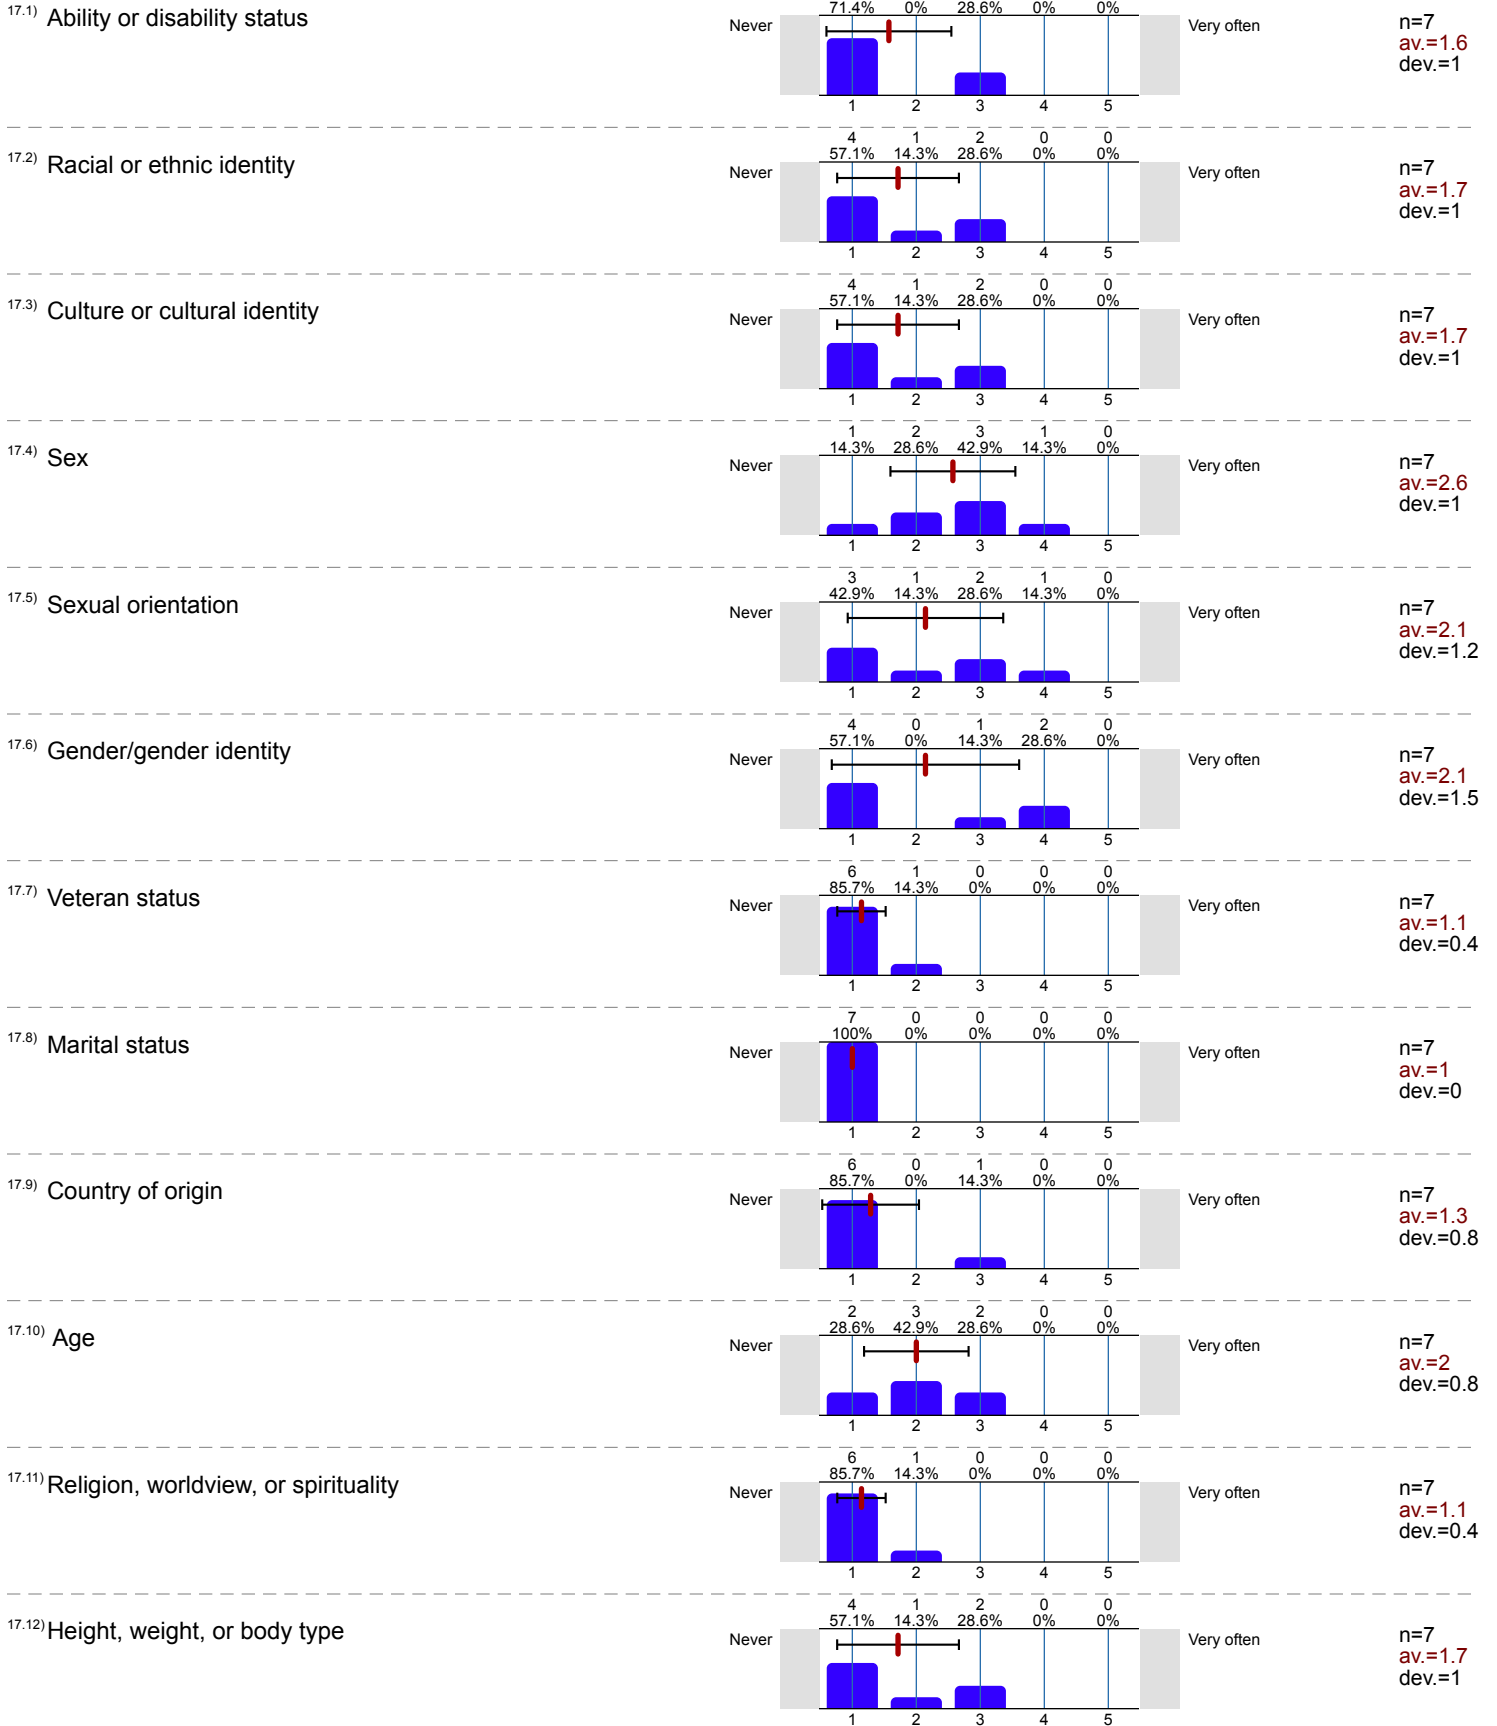 71.4% 0% 28.6% 0% 0%
17.1) Ability or disability status
Never Very often
n=7
av.=1.6
dev.=1
1 2 3 4 5
4 1 2 0 0
57.1% 14.3% 28.6% 0% 0%
17.2) Racial or ethnic identity
Never Very often
n=7
av.=1.7
dev.=1
1 2 3 4 5
4 1 2 0 0
57.1% 14.3% 28.6% 0% 0%
17.3) Culture or cultural identity
Never Very often
n=7
av.=1.7
dev.=1
1 2 3 4 5
1 2 3 1 0
14.3% 28.6% 42.9% 14.3% 0%
17.4) Sex
Never Very often
n=7
av.=2.6
dev.=1
1 2 3 4 5
3 1 2 1 0
42.9% 14.3% 28.6% 14.3% 0%
17.5) Sexual orientation
Never Very often
n=7
av.=2.1
dev.=1.2
1 2 3 4 5
4 0 1 2 0
57.1% 0% 14.3% 28.6% 0%
17.6) Gender/gender identity
Never Very often
n=7
av.=2.1
dev.=1.5
1 2 3 4 5
6 1 0 0 0
85.7% 14.3% 0% 0% 0%
17.7) Veteran status
Never Very often
n=7
av.=1.1
dev.=0.4
1 2 3 4 5
7 0 0 0 0
100% 0% 0% 0% 0%
17.8) Marital status
Never Very often
n=7
av.=1
dev.=0
1 2 3 4 5
6 0 1 0 0
85.7% 0% 14.3% 0% 0%
17.9) Country of origin
Never Very often
n=7
av.=1.3
dev.=0.8
1 2 3 4 5
2 3 2 0 0
28.6% 42.9% 28.6% 0% 0%
17.10) Age
Never Very often
n=7
av.=2
dev.=0.8
1 2 3 4 5
6 1 0 0 0
85.7% 14.3% 0% 0% 0%
17.11) Religion, worldview, or spirituality
Never Very often
n=7
av.=1.1
dev.=0.4
1 2 3 4 5
4 1 2 0 0
57.1% 14.3% 28.6% 0% 0%
17.12) Height, weight, or body type
Never Very often
n=7
av.=1.7
dev.=1
1 2 3 4 5